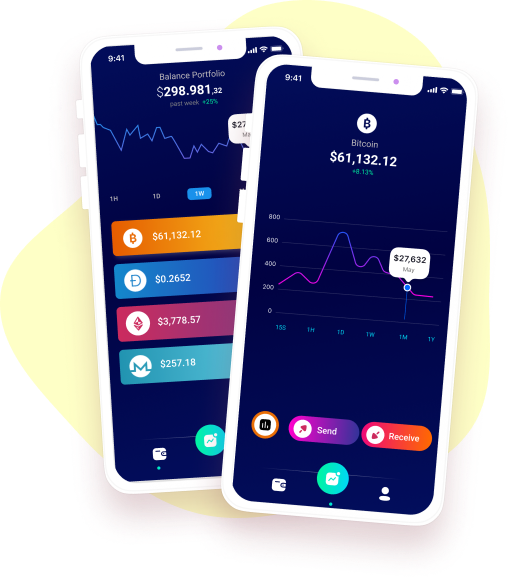 9:41
Balance Portfolio
$298.981,32
past week +25%
$27
1H
1D
1W
$61,132.12
$0.2652
$3,778.57
$257.18
9:41
Bitcoin
$61,132.12
+8.13%
800
600
400
200
0
$27,632
May
15S 1H 1D 1W 1M 1Y
Send
Receive